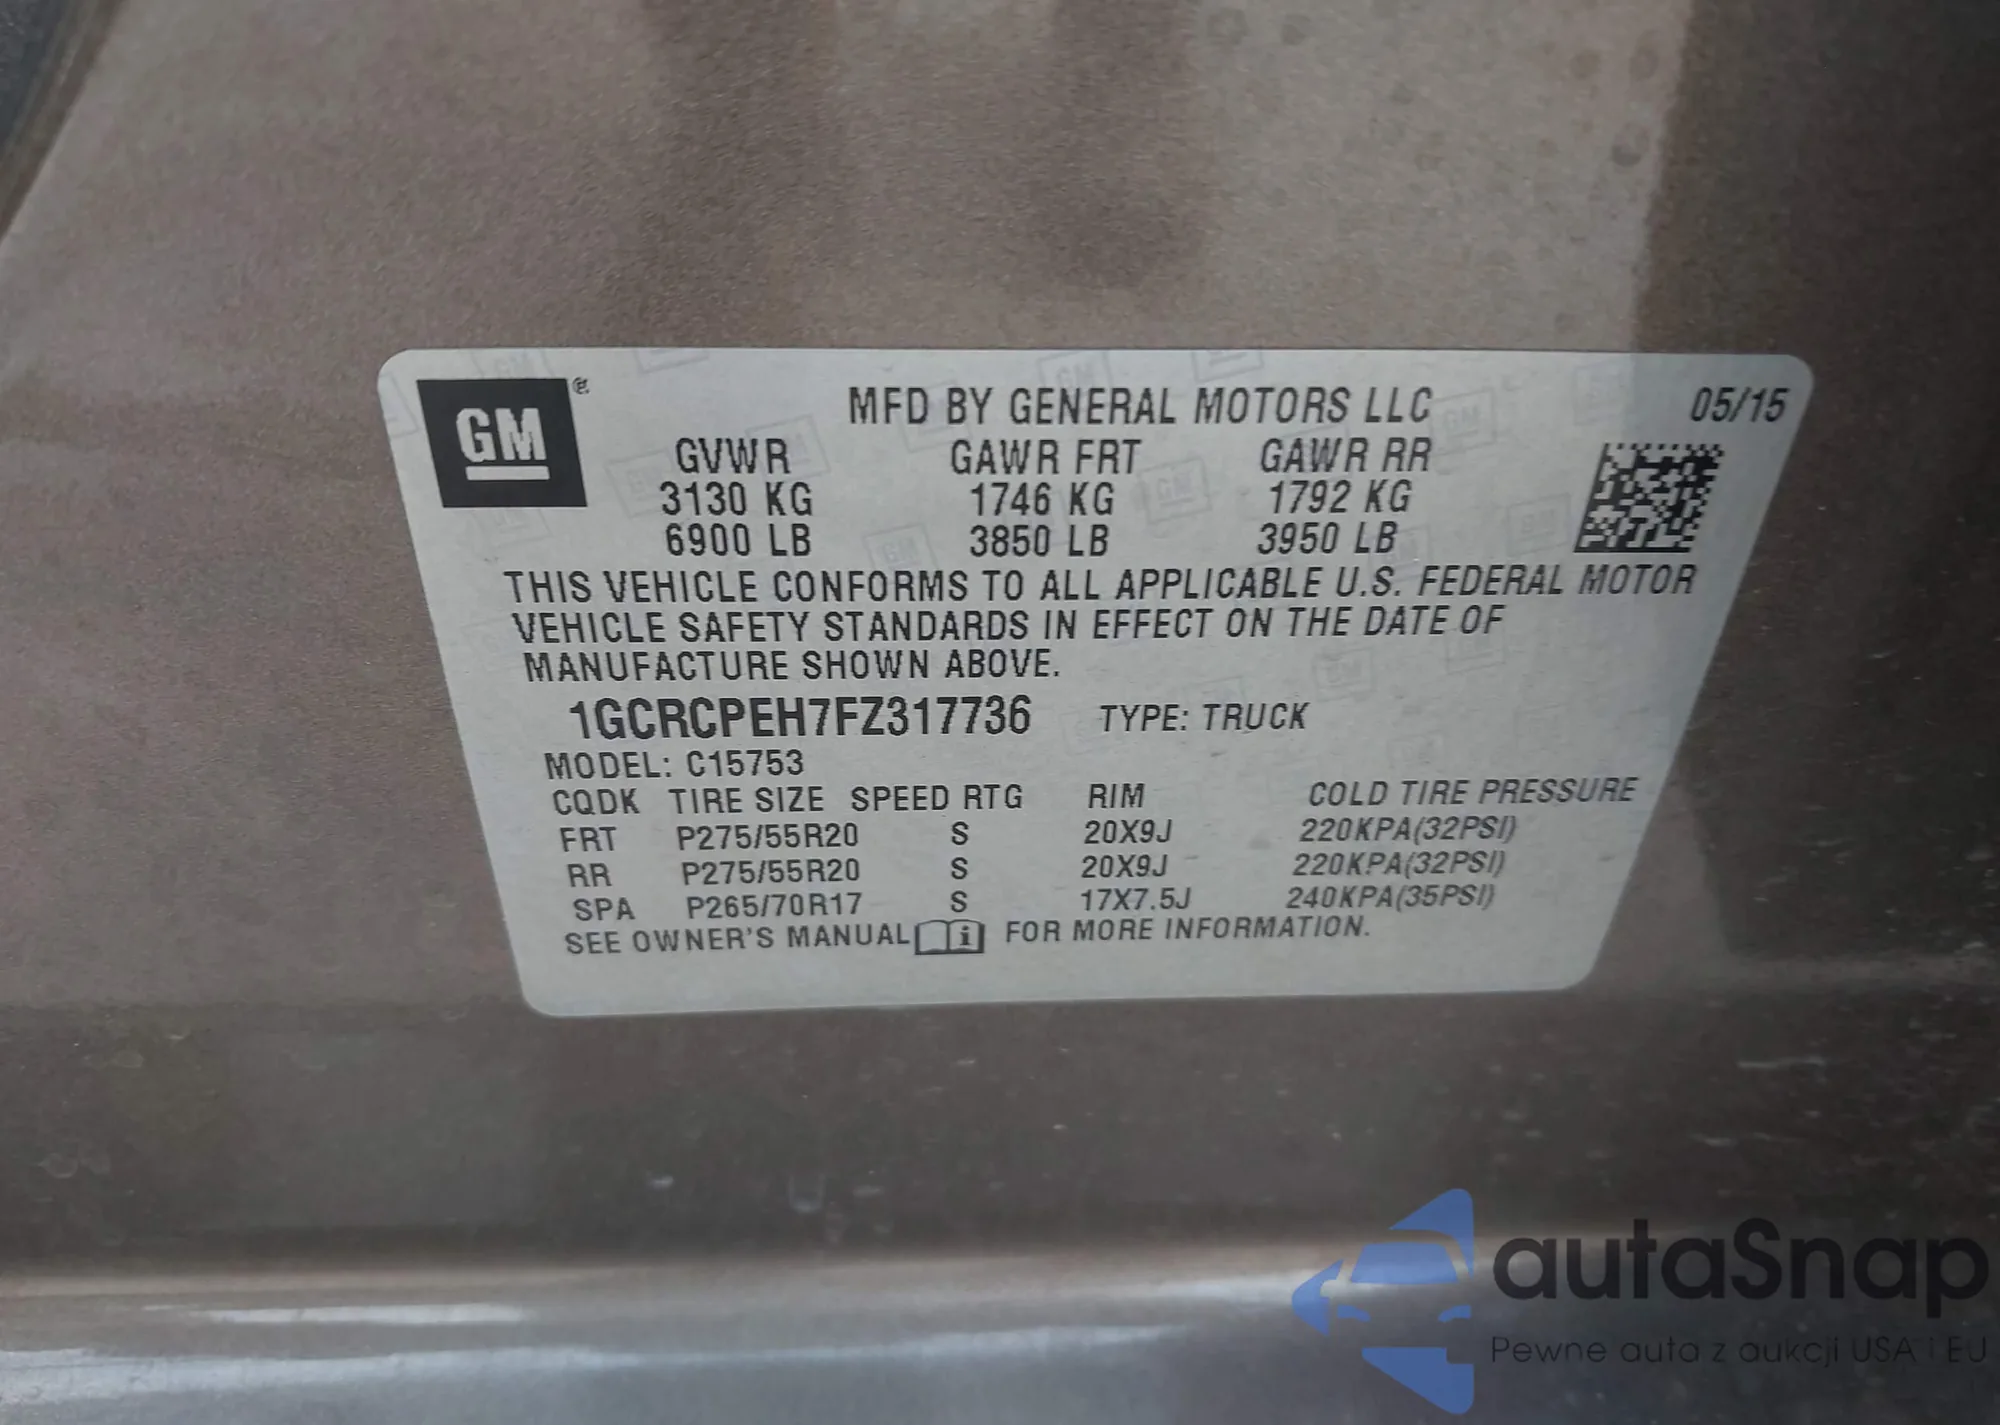 GM ®
MFD BY GENERAL MOTORS LLC 05/15
GVWR GAWR FRT GAWR RR
3130 KG 1746 KG 1792 KG
6900 LB 3850 LB 3950 LB
THIS VEHICLE CONFORMS TO ALL APPLICABLE U.S. FEDERAL MOTOR
VEHICLE SAFETY STANDARDS IN EFFECT ON THE DATE OF
MANUFACTURE SHOWN ABOVE.
1GCRCPEH7FZ317736 TYPE: TRUCK
MODEL: C15753
CQDK TIRE SIZE SPEED RTG RIM COLD TIRE PRESSURE
FRT P275/55R20 S 20X9J 220KPA(32PSI)
RR P275/55R20 S 20X9J 220KPA(32PSI)
SPA P265/70R17 S 17X7.5J 240KPA(35PSI)
SEE OWNER'S MANUAL i FOR MORE INFORMATION.
autaSnap
Pewne auta z aukcji USA i EU